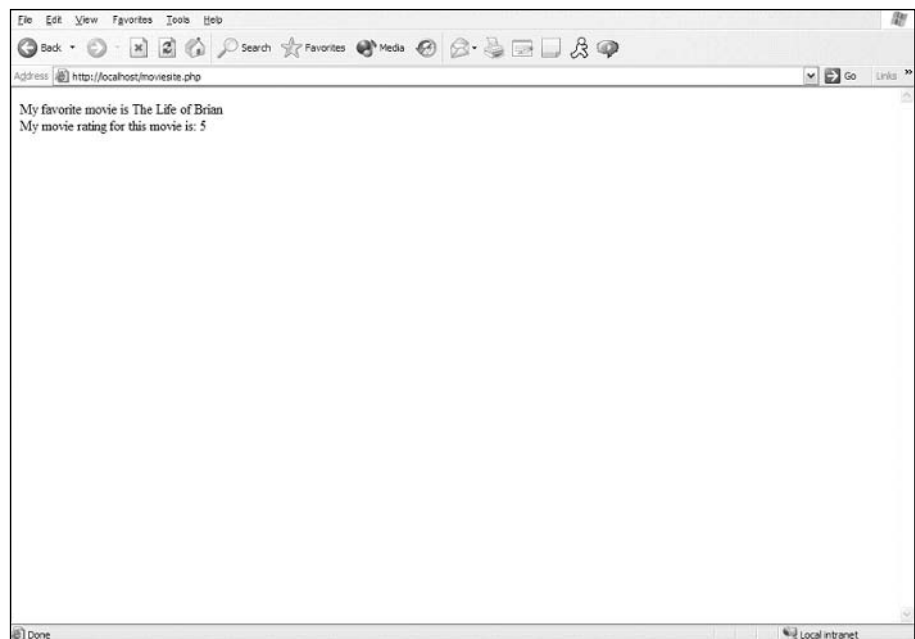 File Edit View Favorites Tools Help
Back Search Favorites Media
Address http://localhost/moviesite.php Go Links »
My favorite movie is The Life of Brian
My movie rating for this movie is: 5
Done Local intranet